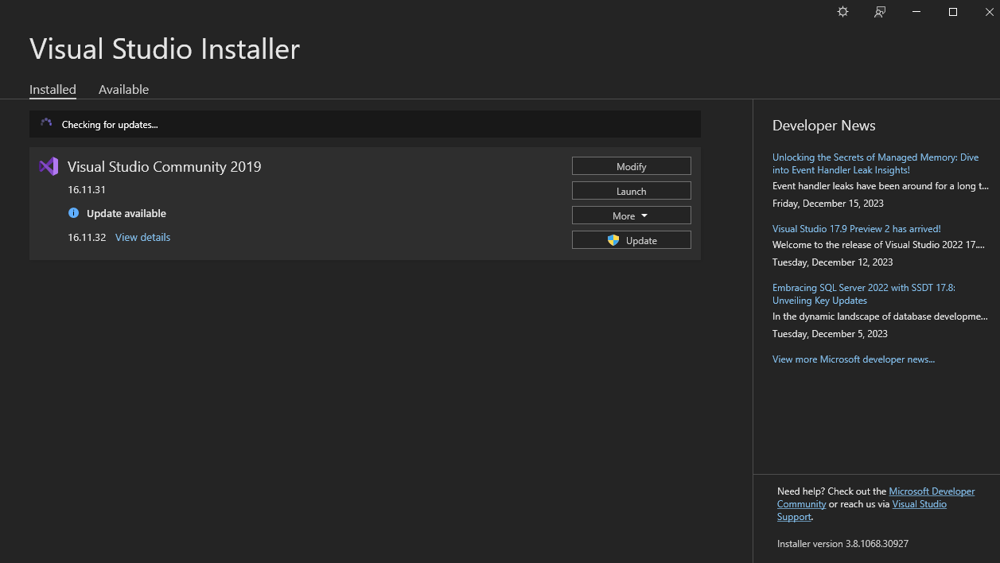 Visual Studio Installer
Installed
Available
Checking for updates...
Visual Studio Community 2019
16.11.31
Update available
16.11.32 View details
Modify
Launch
More
Update
Developer News
Unlocking the Secrets of Managed Memory: Dive
into Event Handler Leak Insights!
Event handler leaks have been around for a long t...
Friday, December 15, 2023
Visual Studio 17.9 Preview 2 has arrived!
Welcome to the release of Visual Studio 2022 17....
Tuesday, December 12, 2023
Embracing SQL Server 2022 with SSDT 17.8:
Unveiling Key Updates
In the dynamic landscape of database developme...
Tuesday, December 5, 2023
View more Microsoft developer news...
Need help? Check out the Microsoft Developer
Community or reach us via Visual Studio
Support.
Installer version 3.8.1068.30927